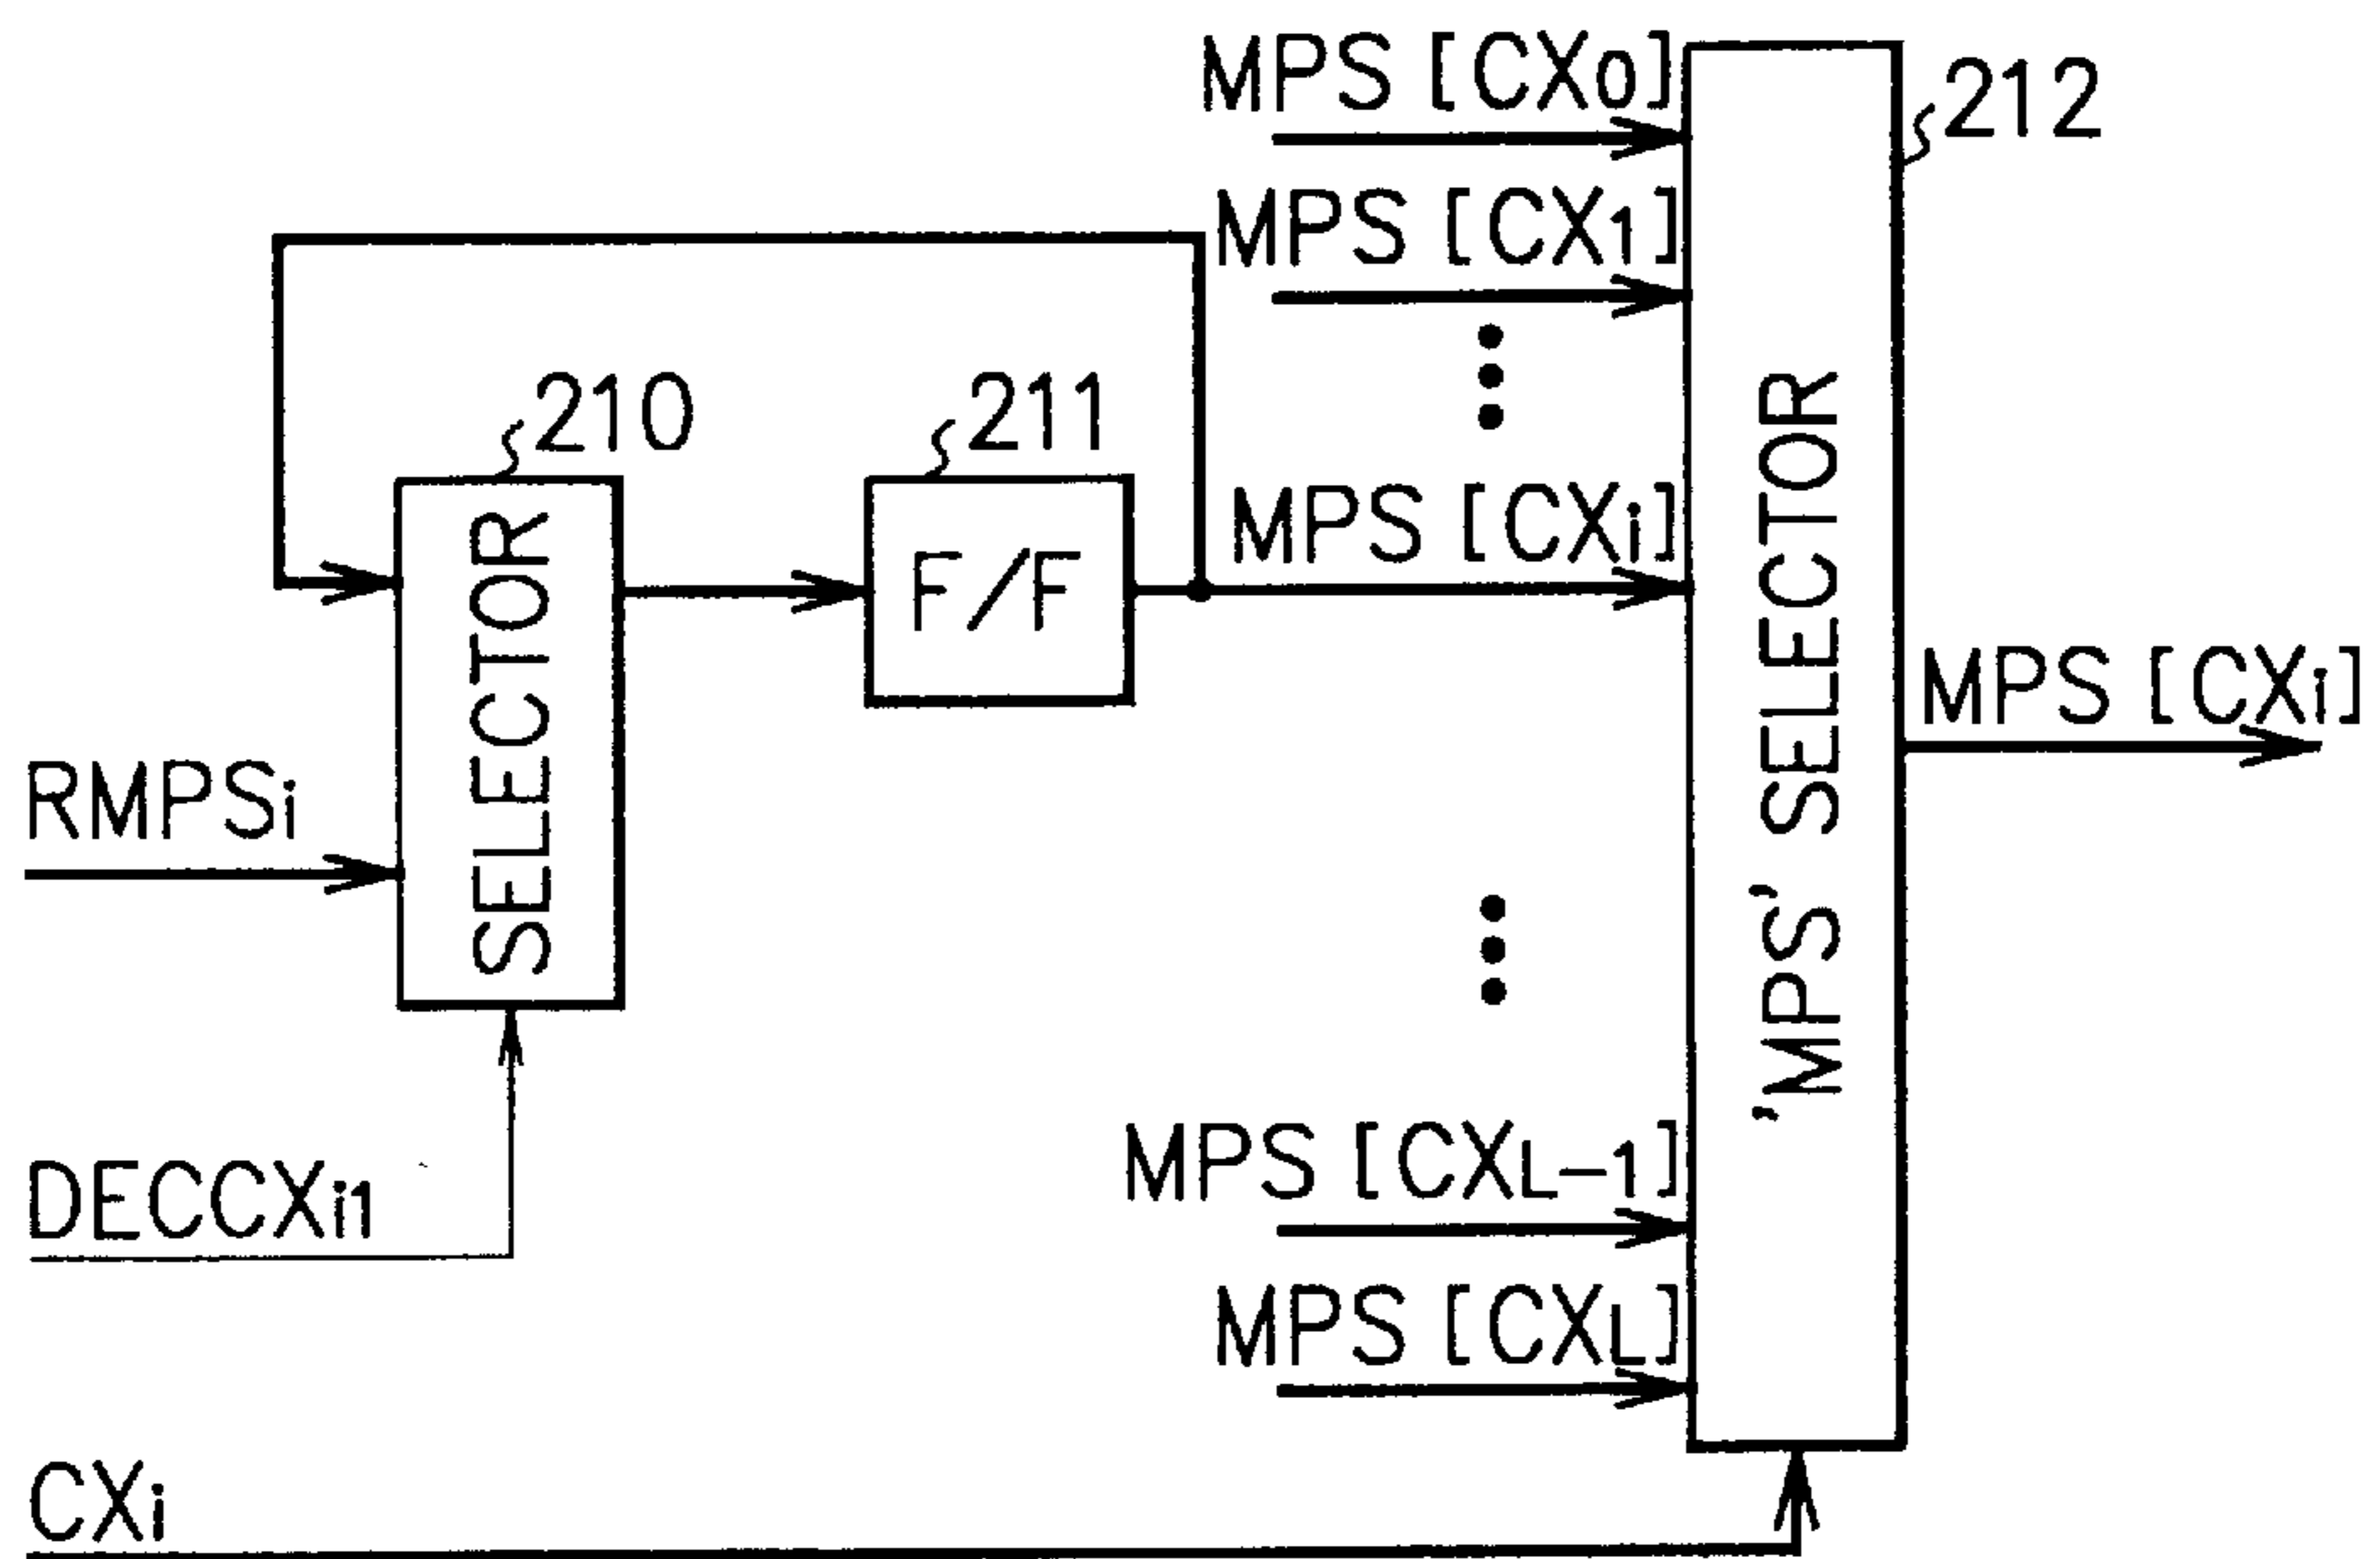 MPS [CX0]
212
MPS [CX1]
210
211
SELECTOR
F/F
MPS [CXi]
'MPS' SELECTOR
MPS [CXi]
RMPSi
DECCXi1
MPS [CXL-1]
MPS [CXL]
CXi